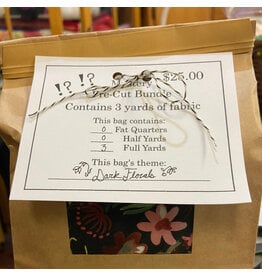 !? !? Mystery $25.00
Pre-Cut Bundle
Contains 3 yards of fabric
This bag contains:
0 Fat Quarters
0 Half Yards
3 Full Yards
This bag's theme:
Dark Florals